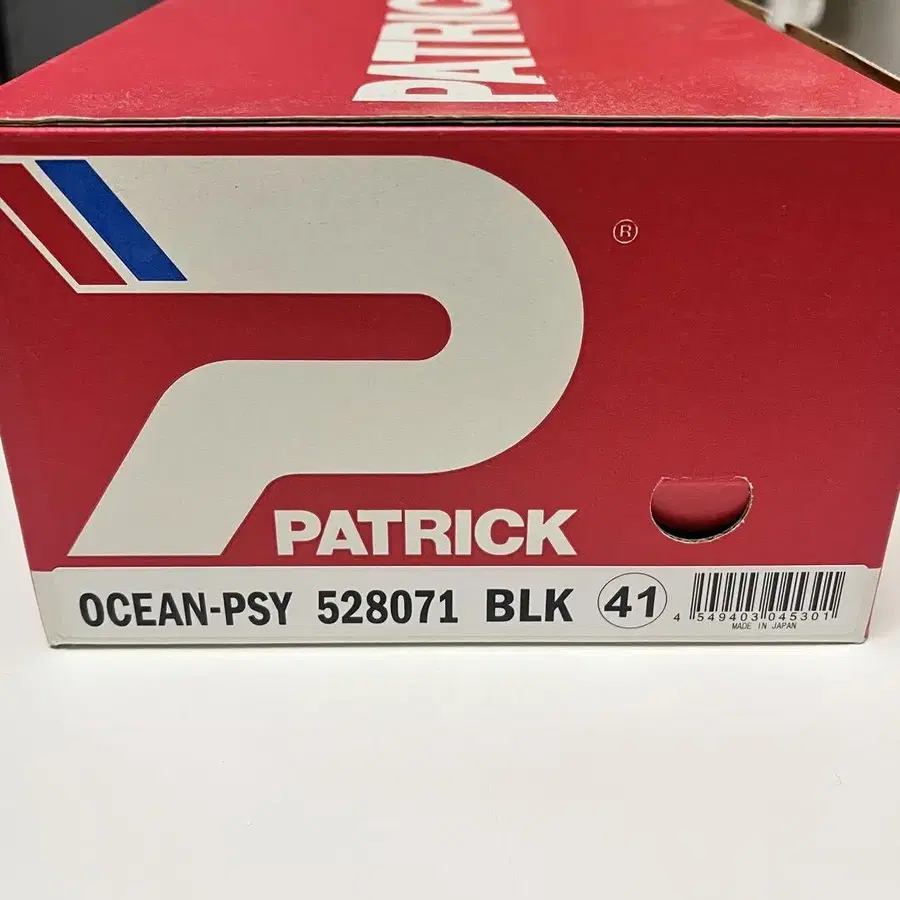 PATRICK
®
PATRICK
OCEAN-PSY 528071 BLK 41
4 549403 045301
MADE IN JAPAN